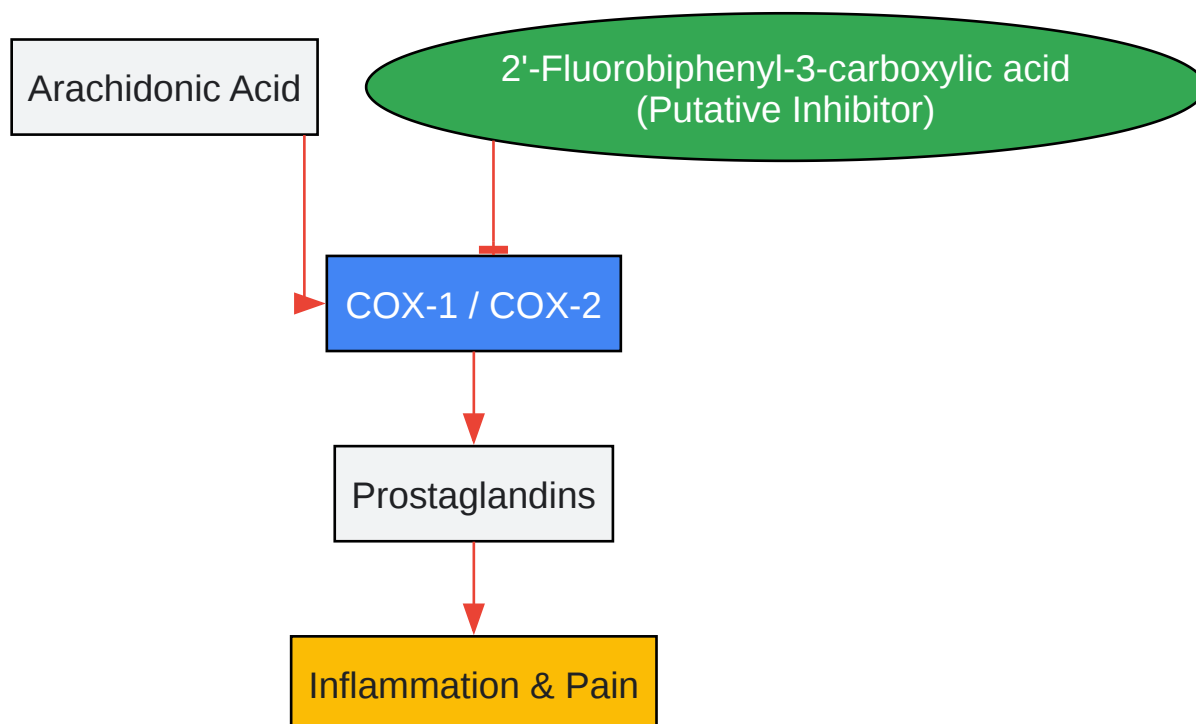 Arachidonic Acid
2'-Fluorobiphenyl-3-carboxylic acid
(Putative Inhibitor)
COX-1 / COX-2
Prostaglandins
Inflammation & Pain